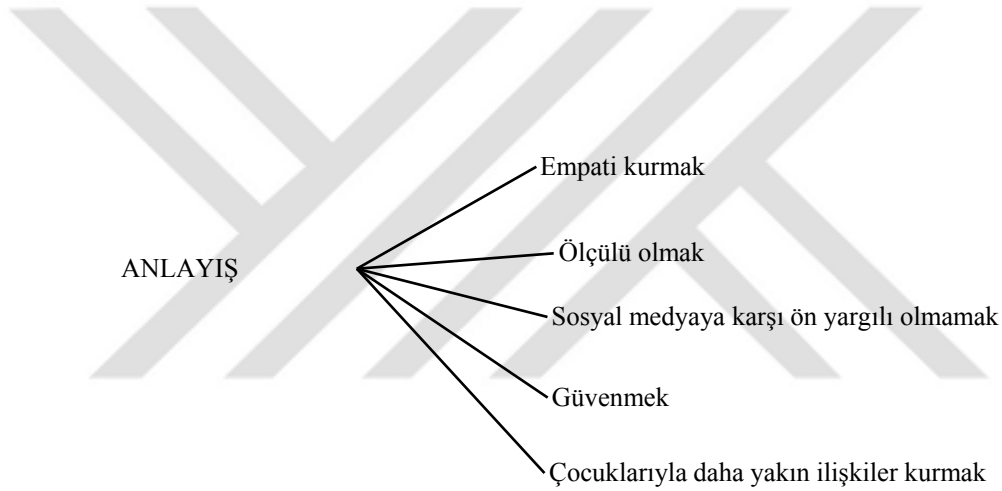 Empati kurmak
Ölçülü olmak
ANLAYIŞ
Sosyal medyaya karşı ön yargılı olmamak
Güvenmek
Çocuklarıyla daha yakın ilişkiler kurmak